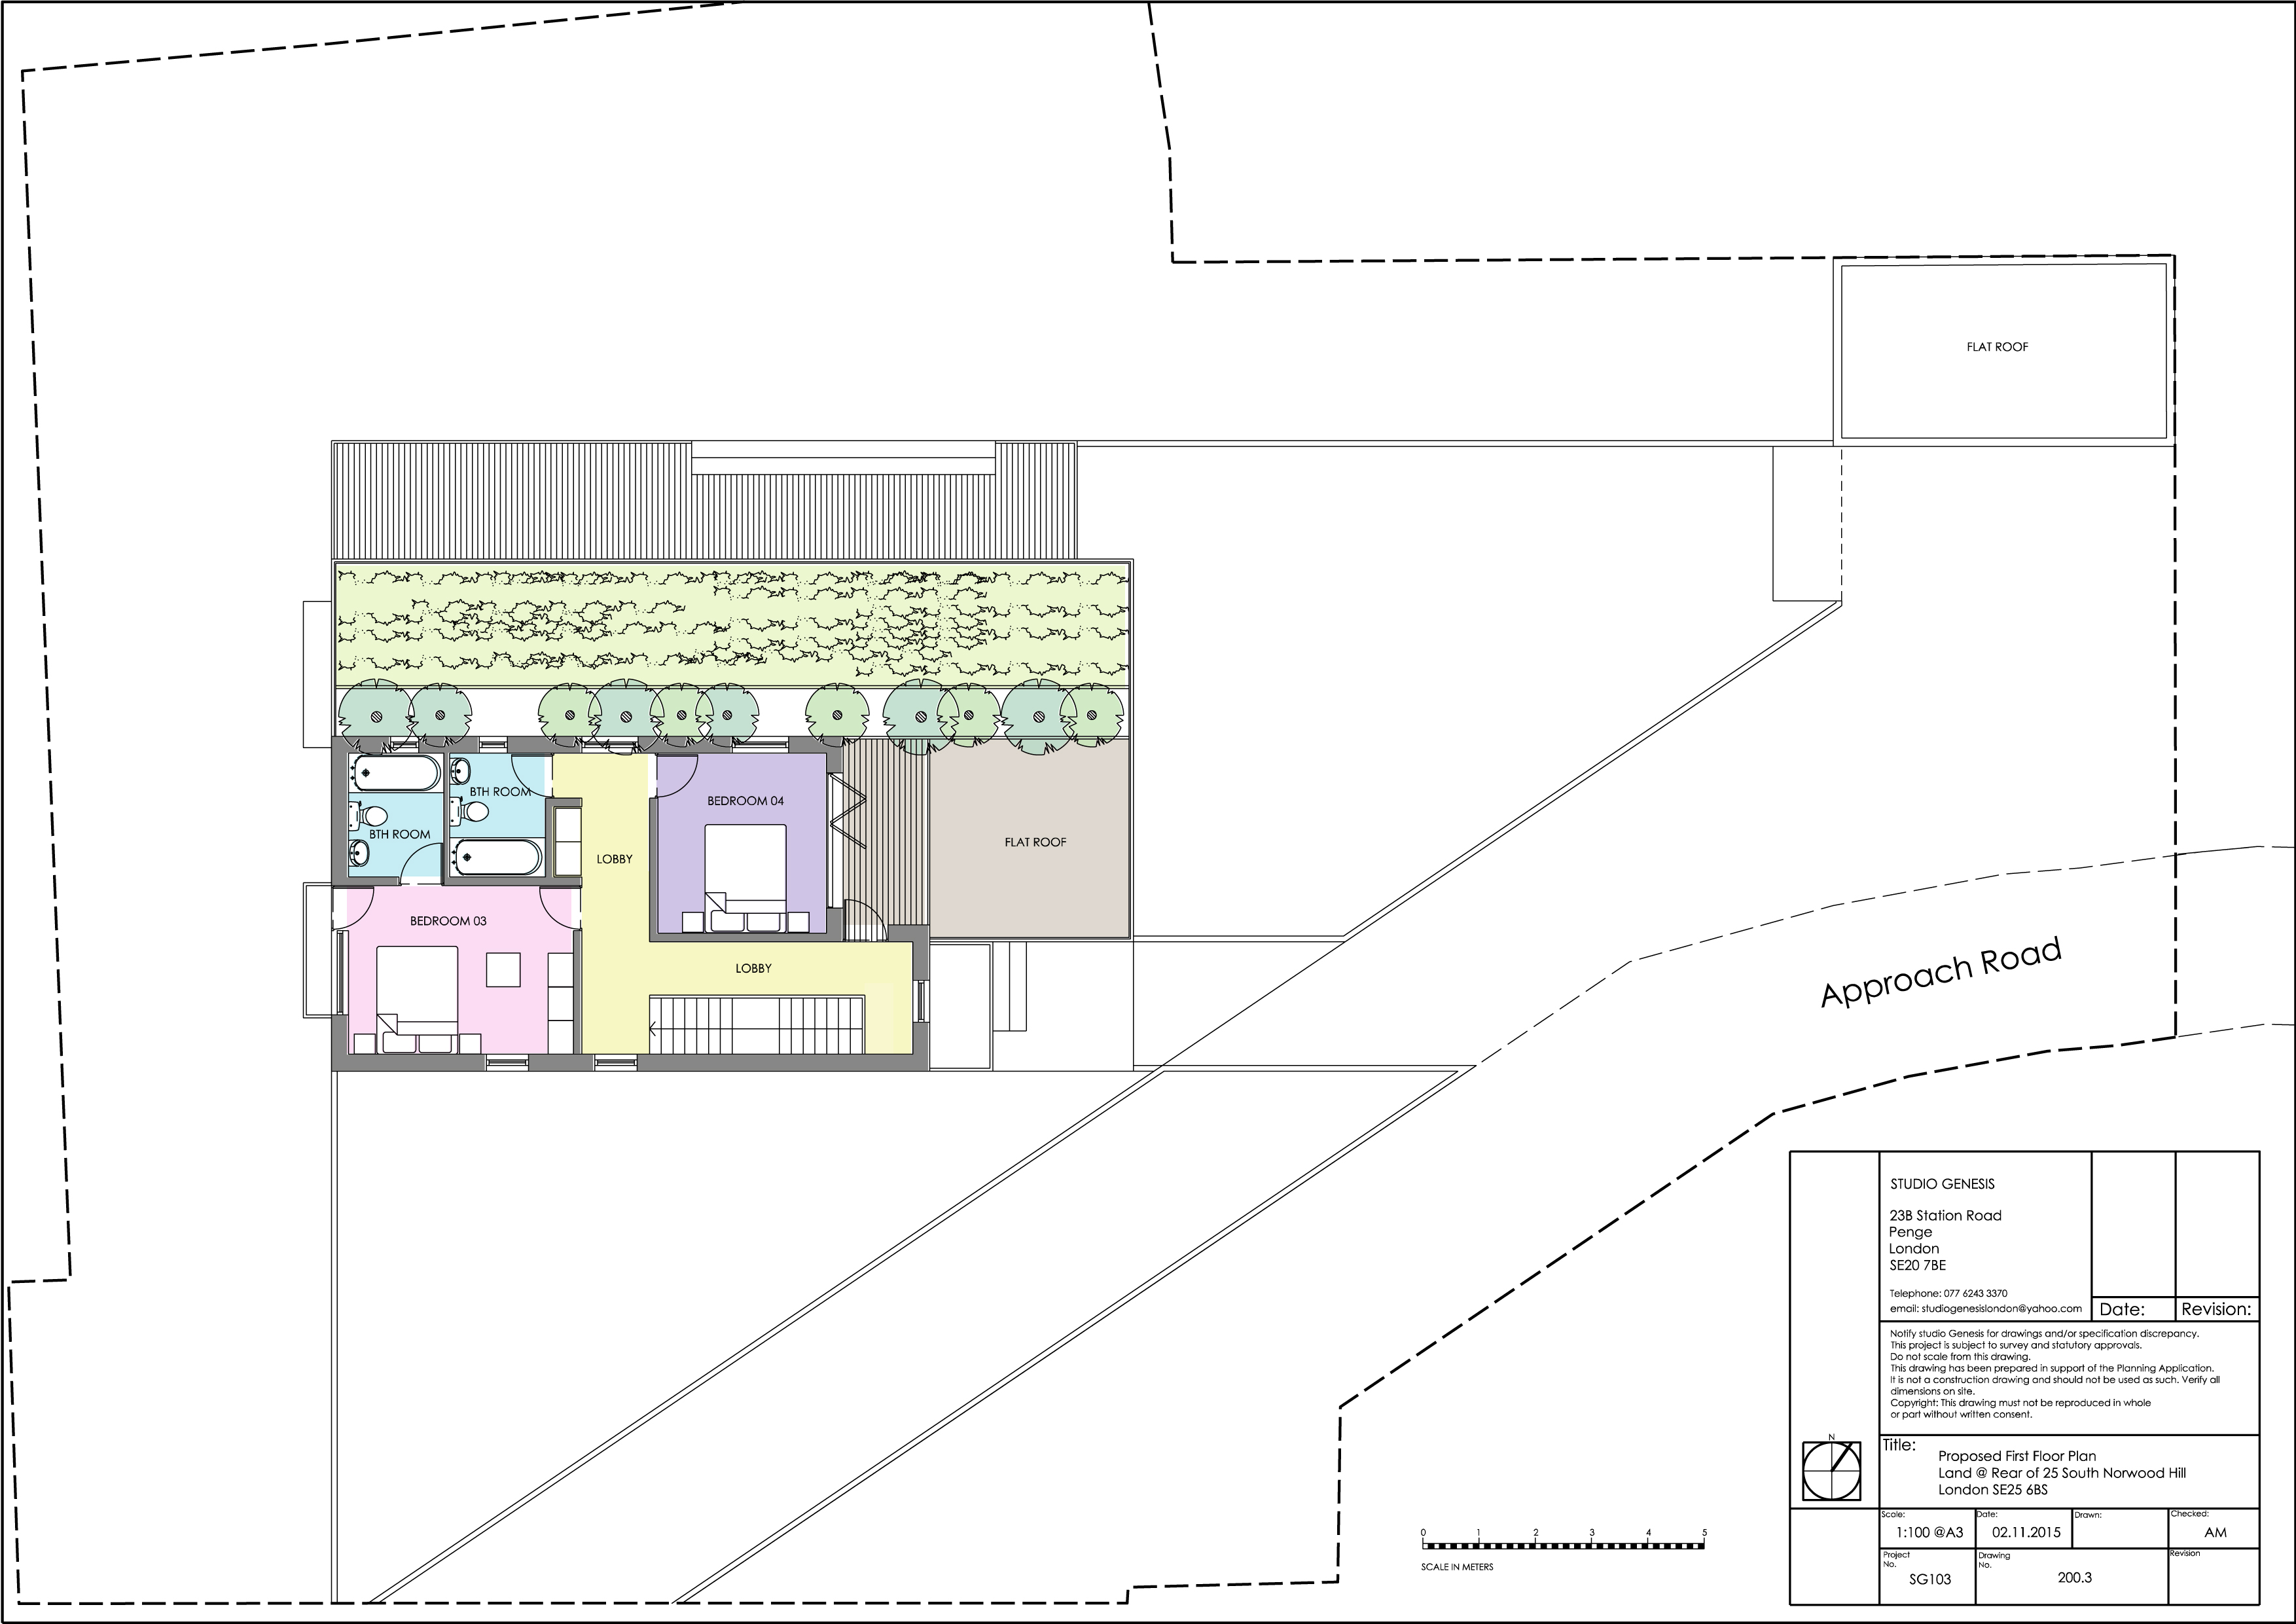 FLAT ROOF
BEDROOM 04
BTH ROOM
BTH ROOM
LOBBY
FLAT ROOF
BEDROOM 03
LOBBY
Approach Road
STUDIO GENESIS
23B Station Road
Penge
London
SE20 7BE
Telephone: 077 6243 3370
email: studiogenesislondon@yahoo.com
Date:
Revision:
Notify studio Genesis for drawings and/or specification discrepancy.
This project is subject to survey and statutory approvals.
Do not scale from this drawing.
This drawing has been prepared in support of the Planning Application.
It is not a construction drawing and should not be used as such. Verify all
dimensions on site.
Copyright: This drawing must not be reproduced in whole
or part without written consent.
N
Title:
Proposed First Floor Plan
Land @ Rear of 25 South Norwood Hill
London SE25 6BS
Scale:
1:100 @A3
Date:
02.11.2015
Drawn:
Checked:
AM
Project
No.
SG103
Drawing
No.
200.3
Revision
0 1 2 3 4 5
SCALE IN METERS